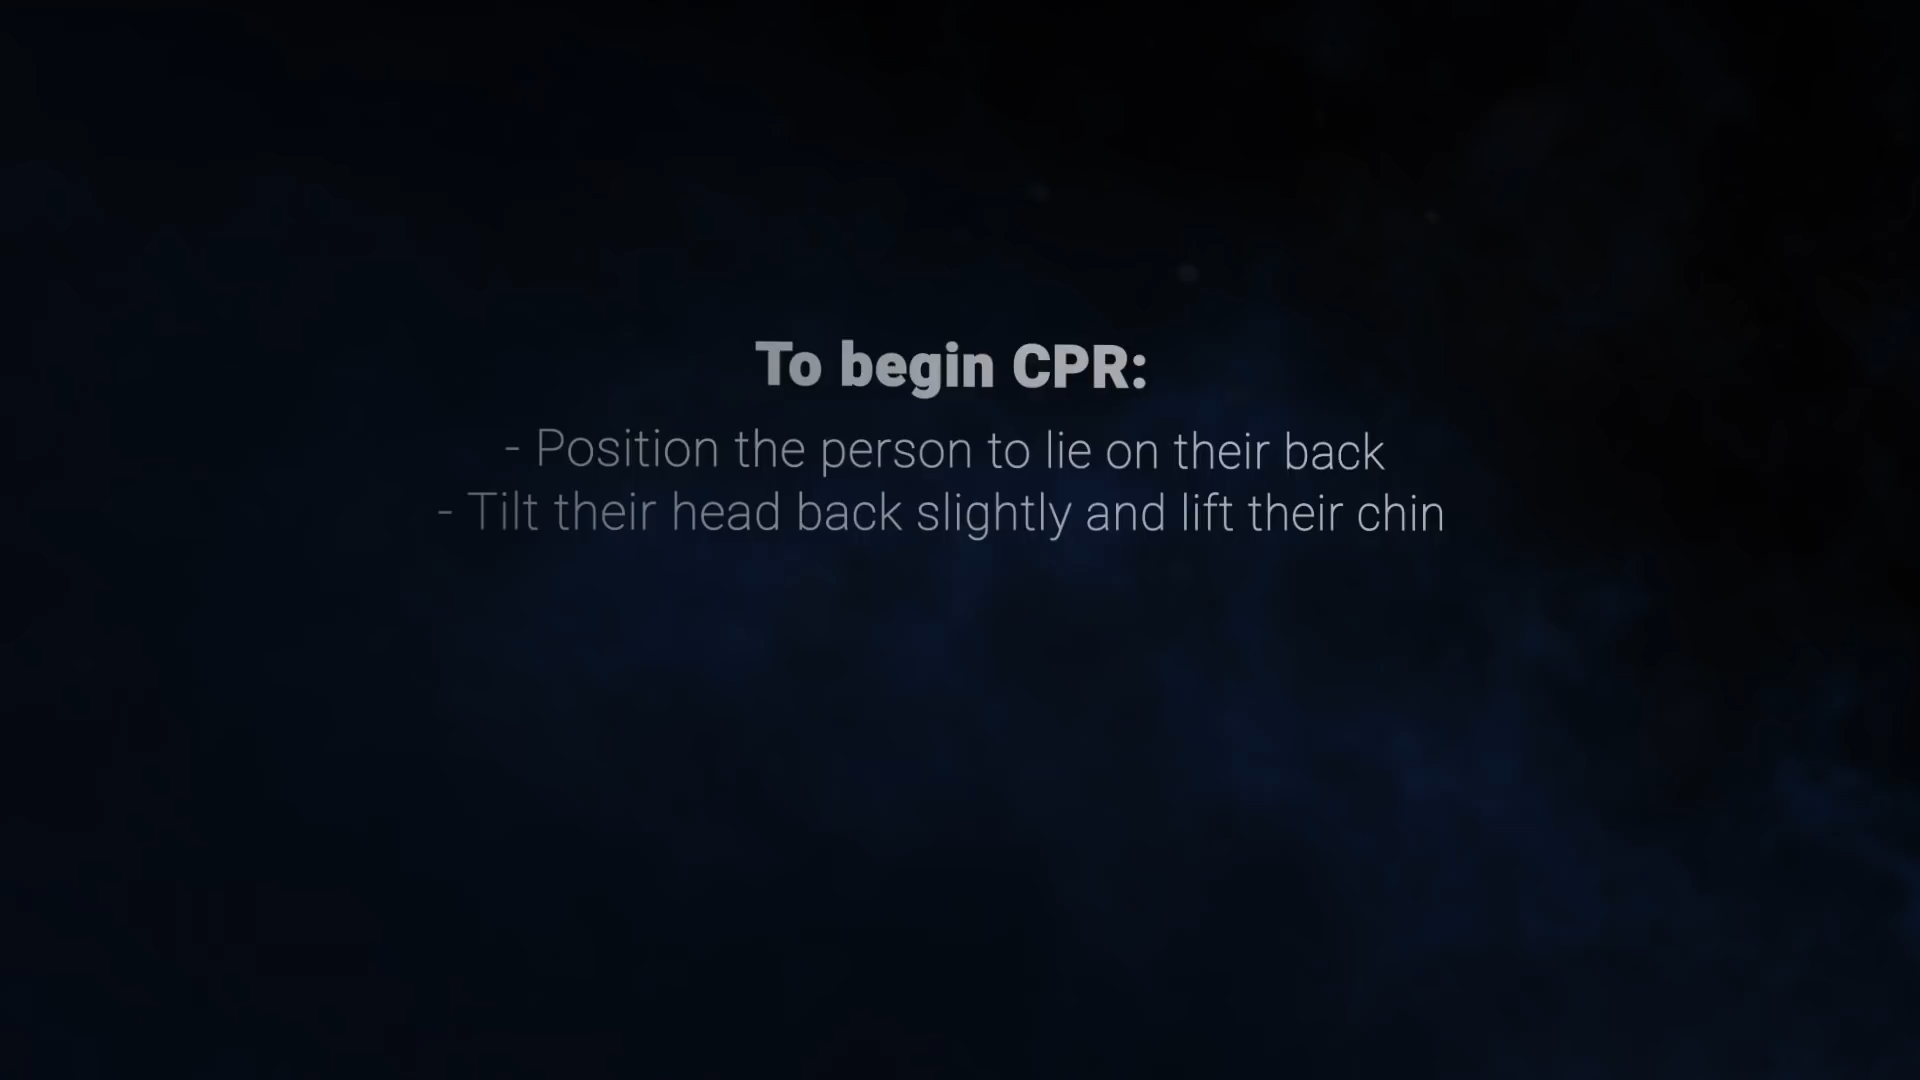 To begin CPR:
- Position the person to lie on their back
- Tilt their head back slightly and lift their chin